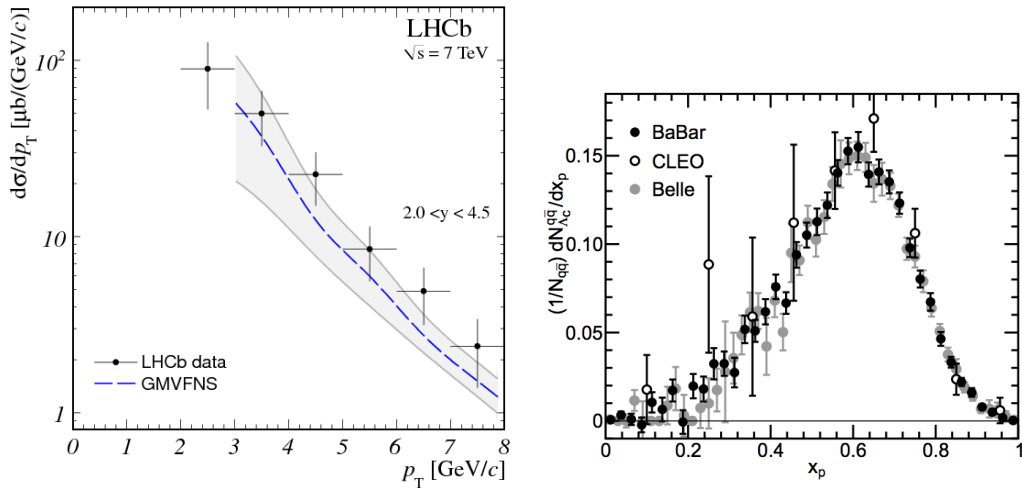 LHCb
√s = 7 TeV
dσ/dp_T [μb/(GeV/c)]
10²
10
1
2.0 <y < 4.5
LHCb data
GMVFNS
0 1 2 3 4 5 6 7 8
p_T [GeV/c]
BaBar
CLEO
Belle
(1/N_qq̅) dN^qq̅_Λc/dx_p
0.15
0.10
0.05
0
0 0.2 0.4 0.6 0.8 1
x_p